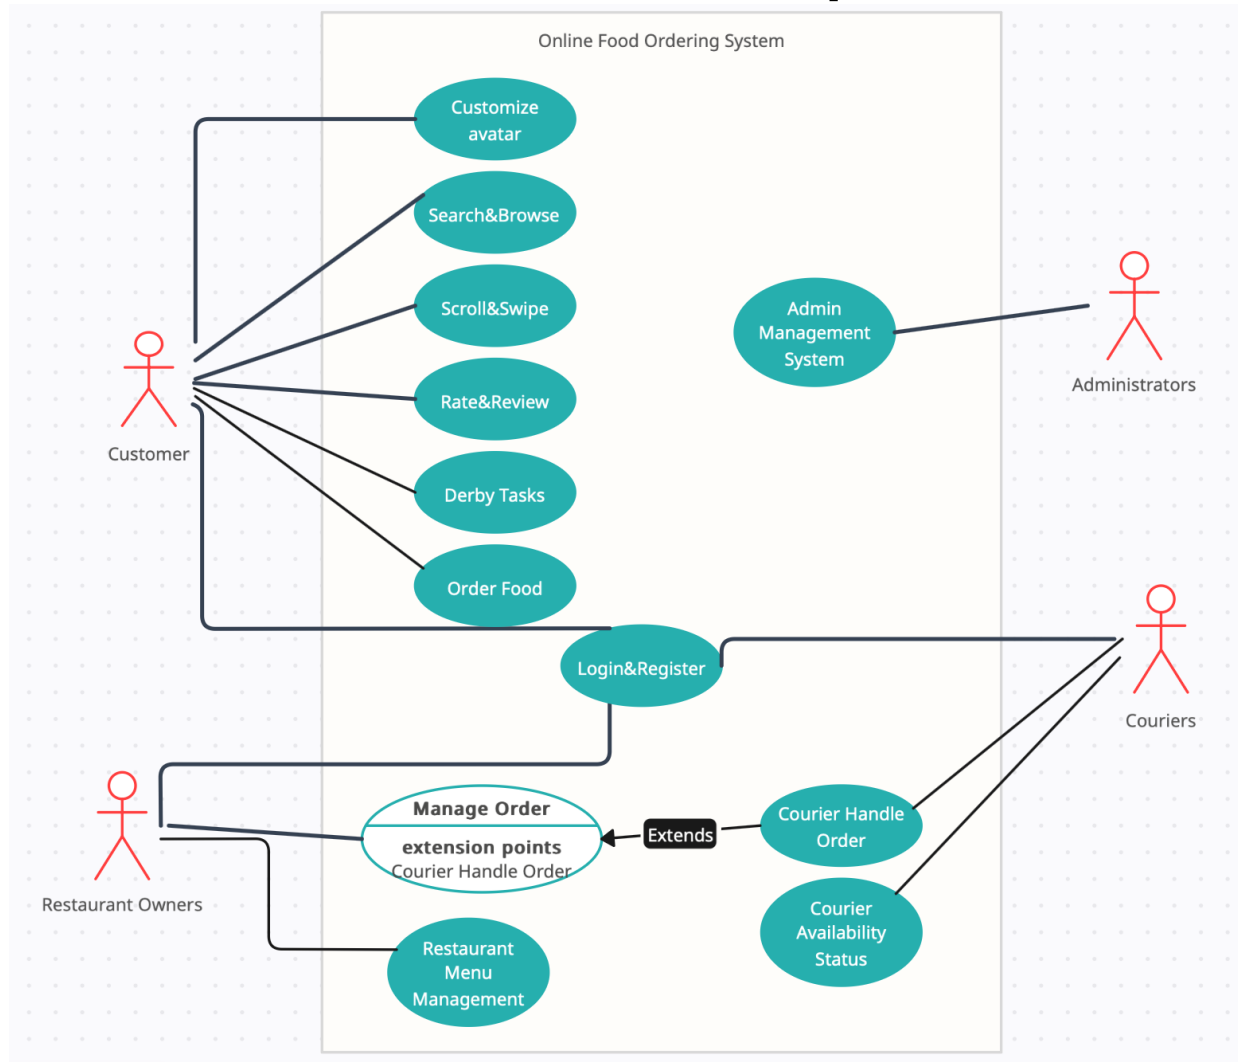 Online Food Ordering System
Customize
avatar
Search&Browse
Scroll&Swipe
Admin
Management
System
Administrators
Rate&Review
Customer
Derby Tasks
Order Food
Login&Register
Couriers
Manage Order
extension points
Courier Handle Order
Extends
Courier Handle
Order
Restaurant Owners
Courier
Availability
Status
Restaurant
Menu
Management